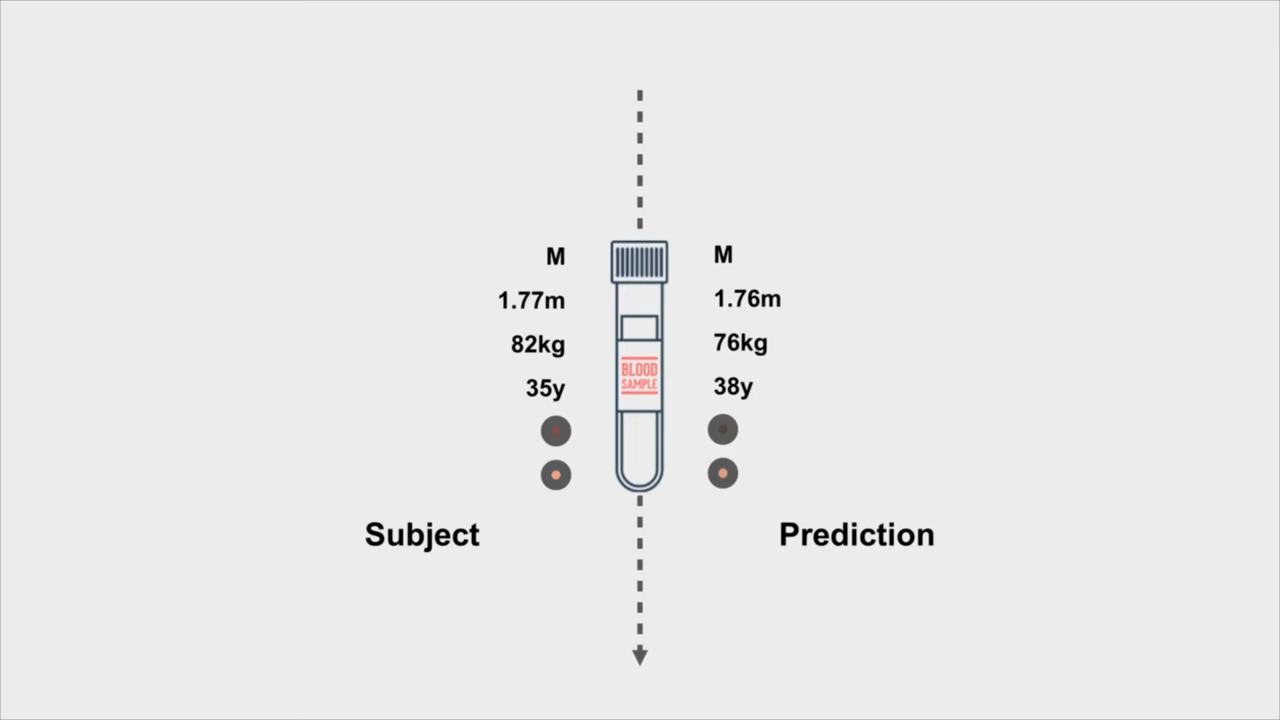 M
1.77m
82kg
35y
Subject
BLOOD
SAMPLE
M
1.76m
76kg
38y
Prediction